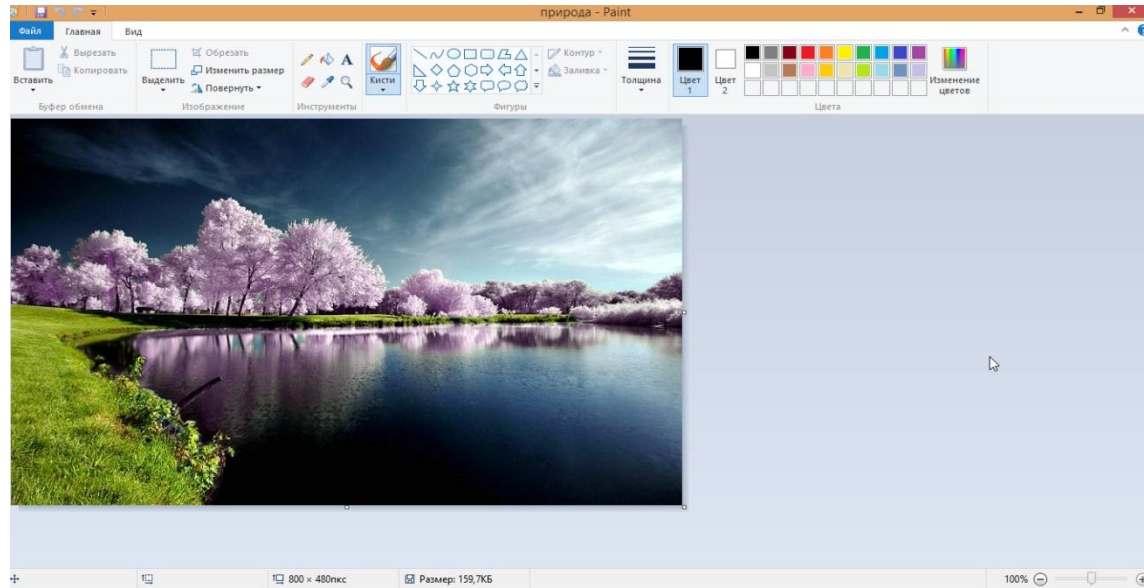 природа - Paint
Файл Главная Вид
Вставить
Вырезать
Копировать
Буфер обмена
Выделить
Обрезать
Изменить размер
Повернуть
Изображение
A
Инструменты
Кисти
Контур
Заливка
Фигуры
Толщина
Цвет
1
Цвет
2
Изменение
цветов
Цвета
800 × 480пкс
Размер: 159,7КБ
100%